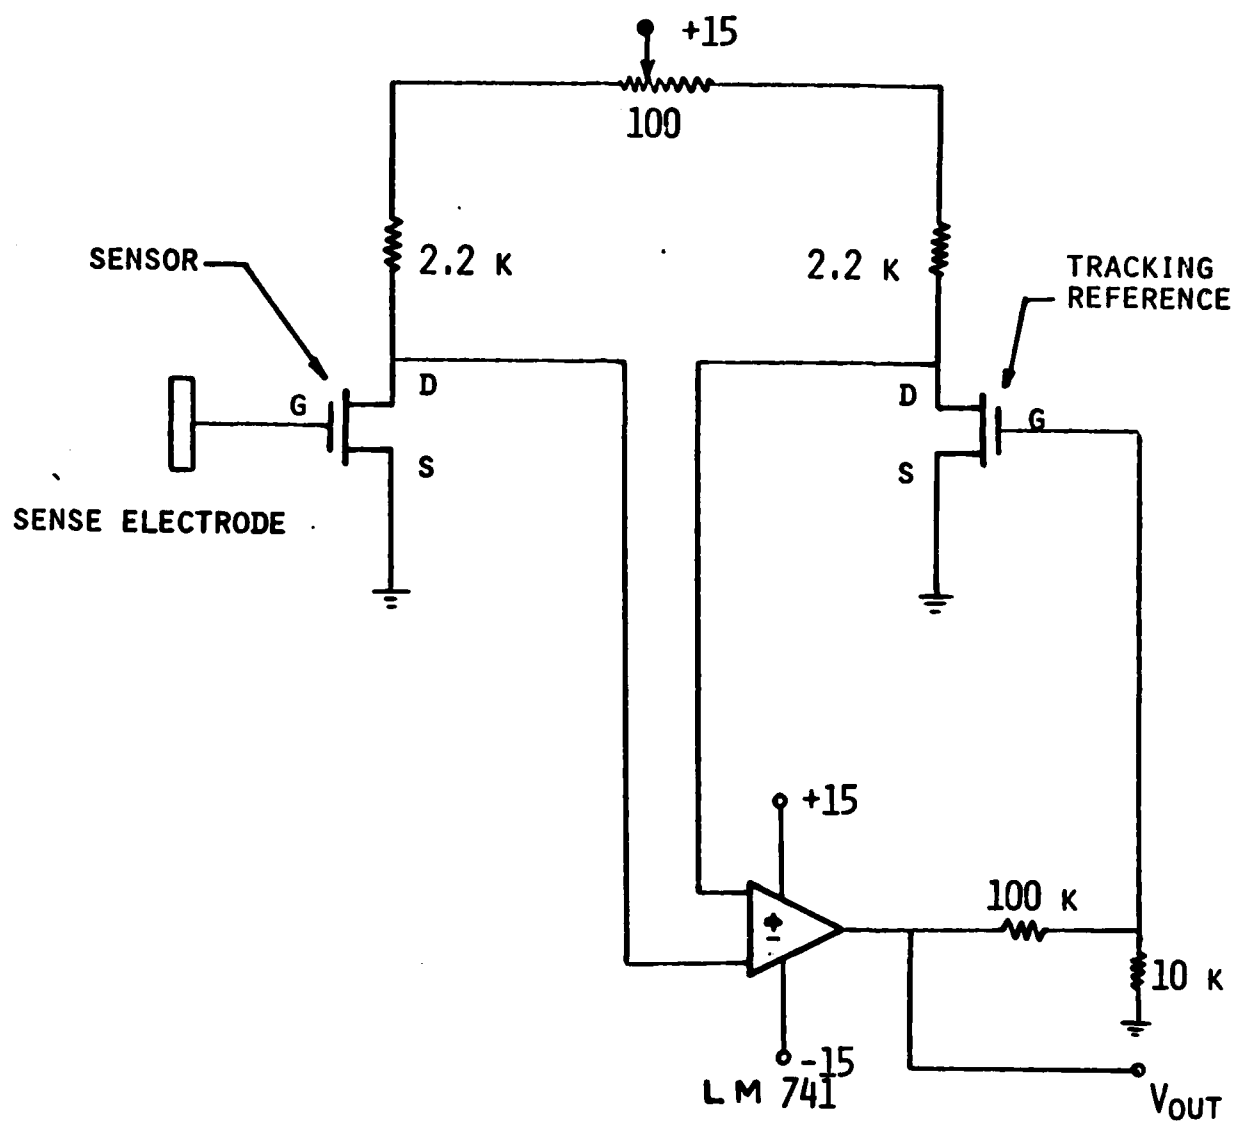 +15
100
SENSOR
2.2 K
2.2 K
TRACKING
REFERENCE
G
D
D
G
S
S
SENSE ELECTRODE
+15
+
-
100 K
10 K
-15
LM 741
VOUT